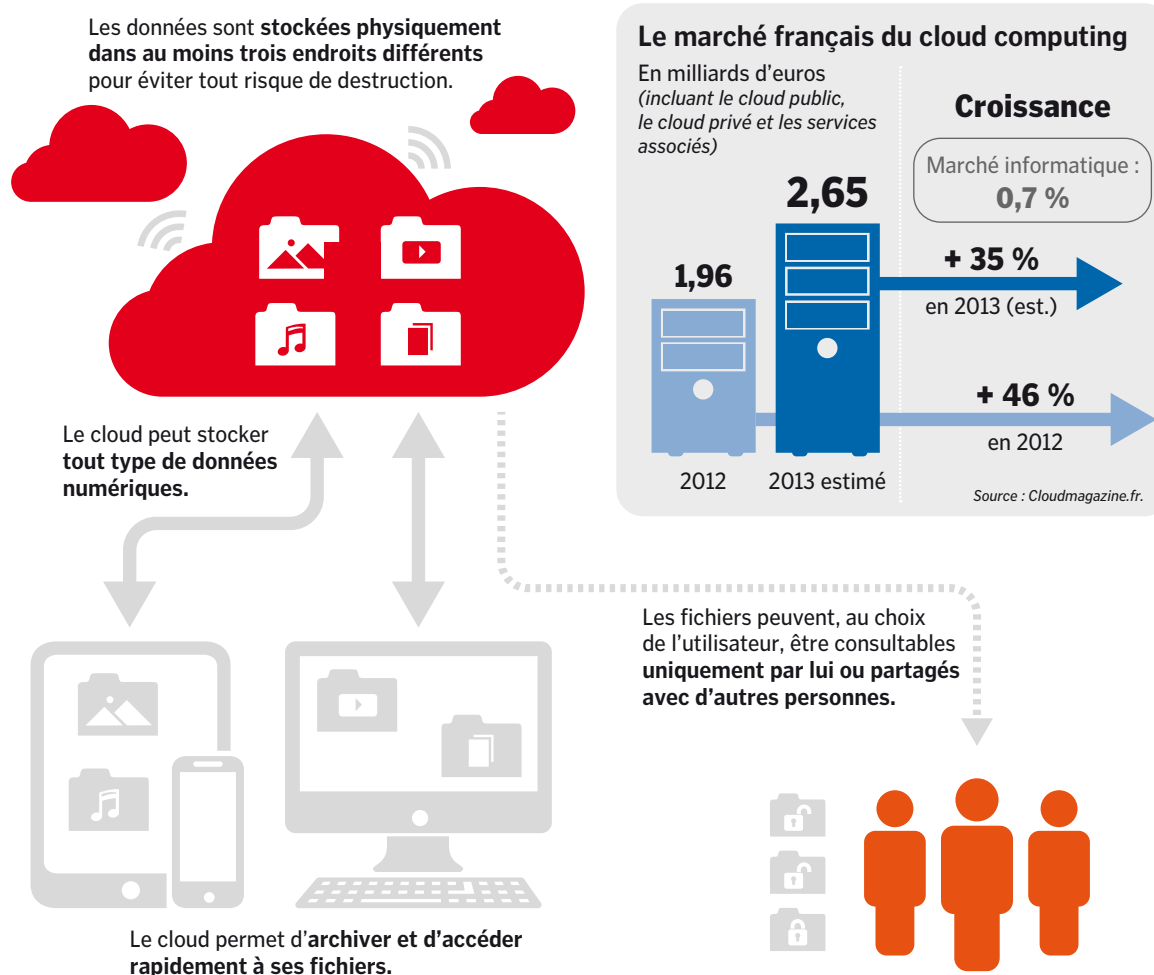 Les données sont stockées physiquement
dans au moins trois endroits différents
pour éviter tout risque de destruction.
Le marché français du cloud computing
En milliards d’euros
(incluant le cloud public,
le cloud privé et les services
associés)
Croissance
Marché informatique :
0,7 %
2,65
1,96
+ 35 %
en 2013 (est.)
+ 46 %
en 2012
2012
2013 estimé
Source : Cloudmagazine.fr.
Le cloud peut stocker
tout type de données
numériques.
Les fichiers peuvent, au choix
de l’utilisateur, être consultables
uniquement par lui ou partagés
avec d’autres personnes.
Le cloud permet d’archiver et d’accéder
rapidement à ses fichiers.